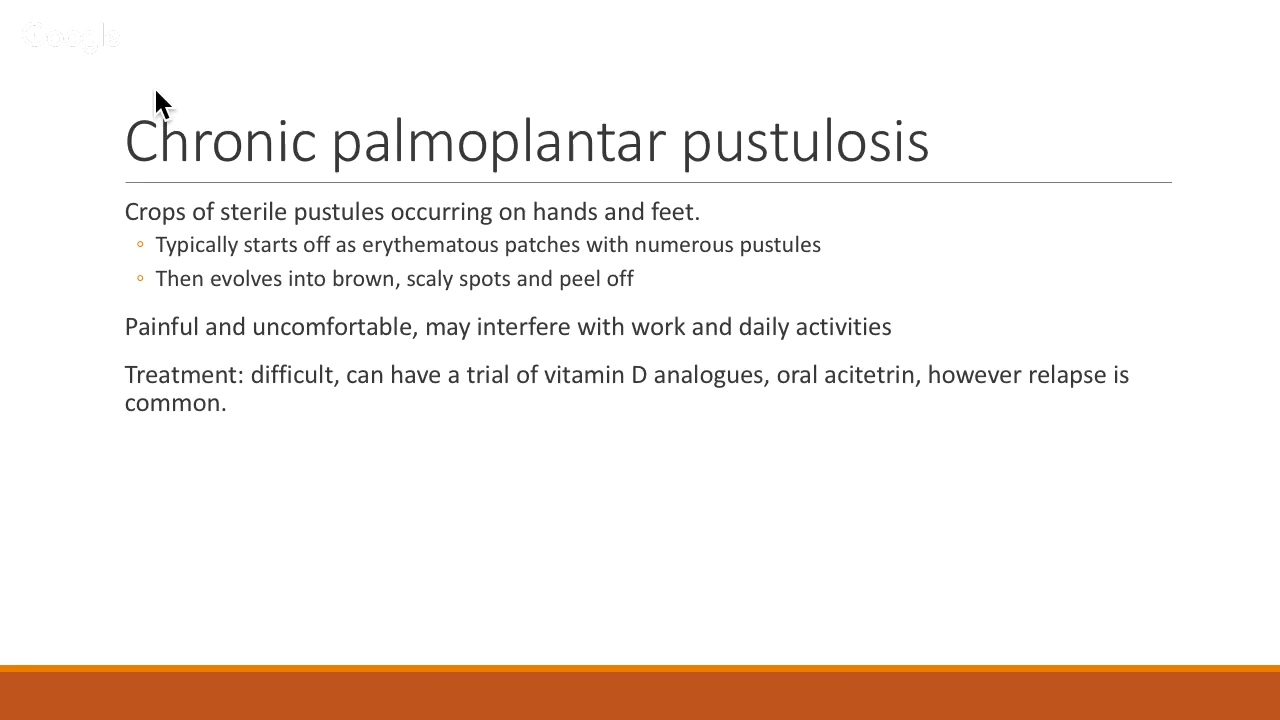 Google
Chronic palmoplantar pustulosis
Crops of sterile pustules occurring on hands and feet.
◦ Typically starts off as erythematous patches with numerous pustules
◦ Then evolves into brown, scaly spots and peel off
Painful and uncomfortable, may interfere with work and daily activities
Treatment: difficult, can have a trial of vitamin D analogues, oral acitetrin, however relapse is
common.